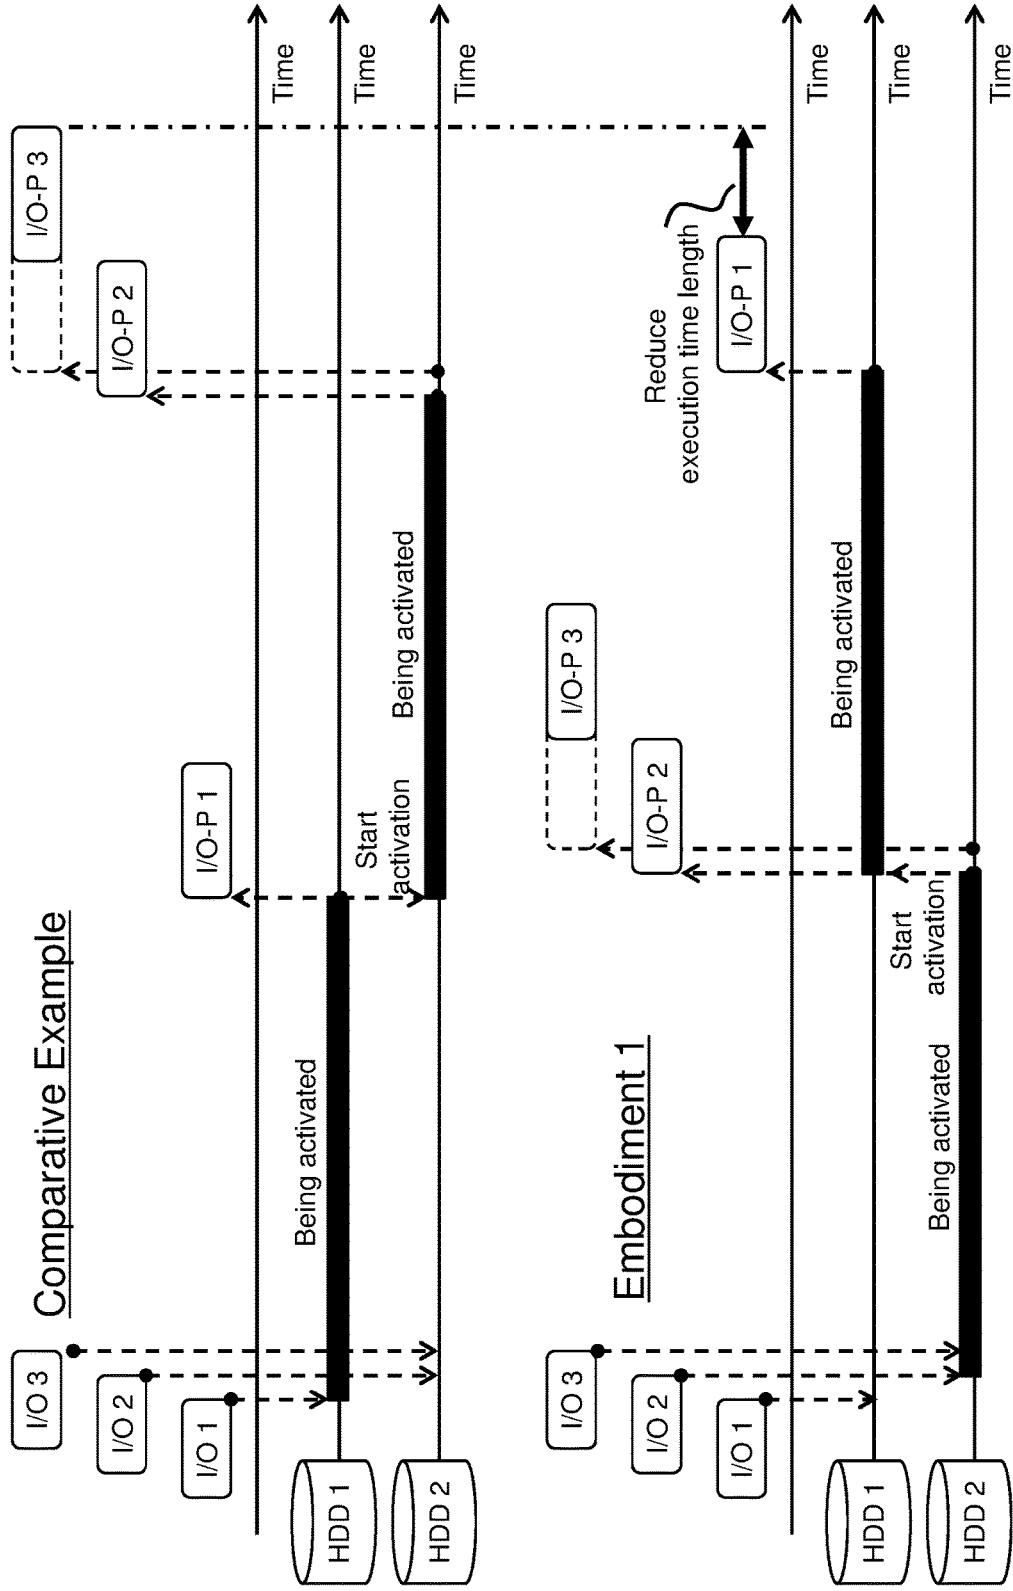 Comparative Example
I/O 3
I/O-P 3
I/O 2
I/O-P 2
I/O 1
I/O-P 1
Time
HDD 1
Being activated
Start
activation
Time
HDD 2
Being activated
Time
Embodiment 1
I/O 3
I/O-P 3
I/O 2
I/O-P 2
Reduce
execution time length
I/O 1
I/O-P 1
Time
HDD 1
Being activated
Time
Start
activation
HDD 2
Being activated
Time